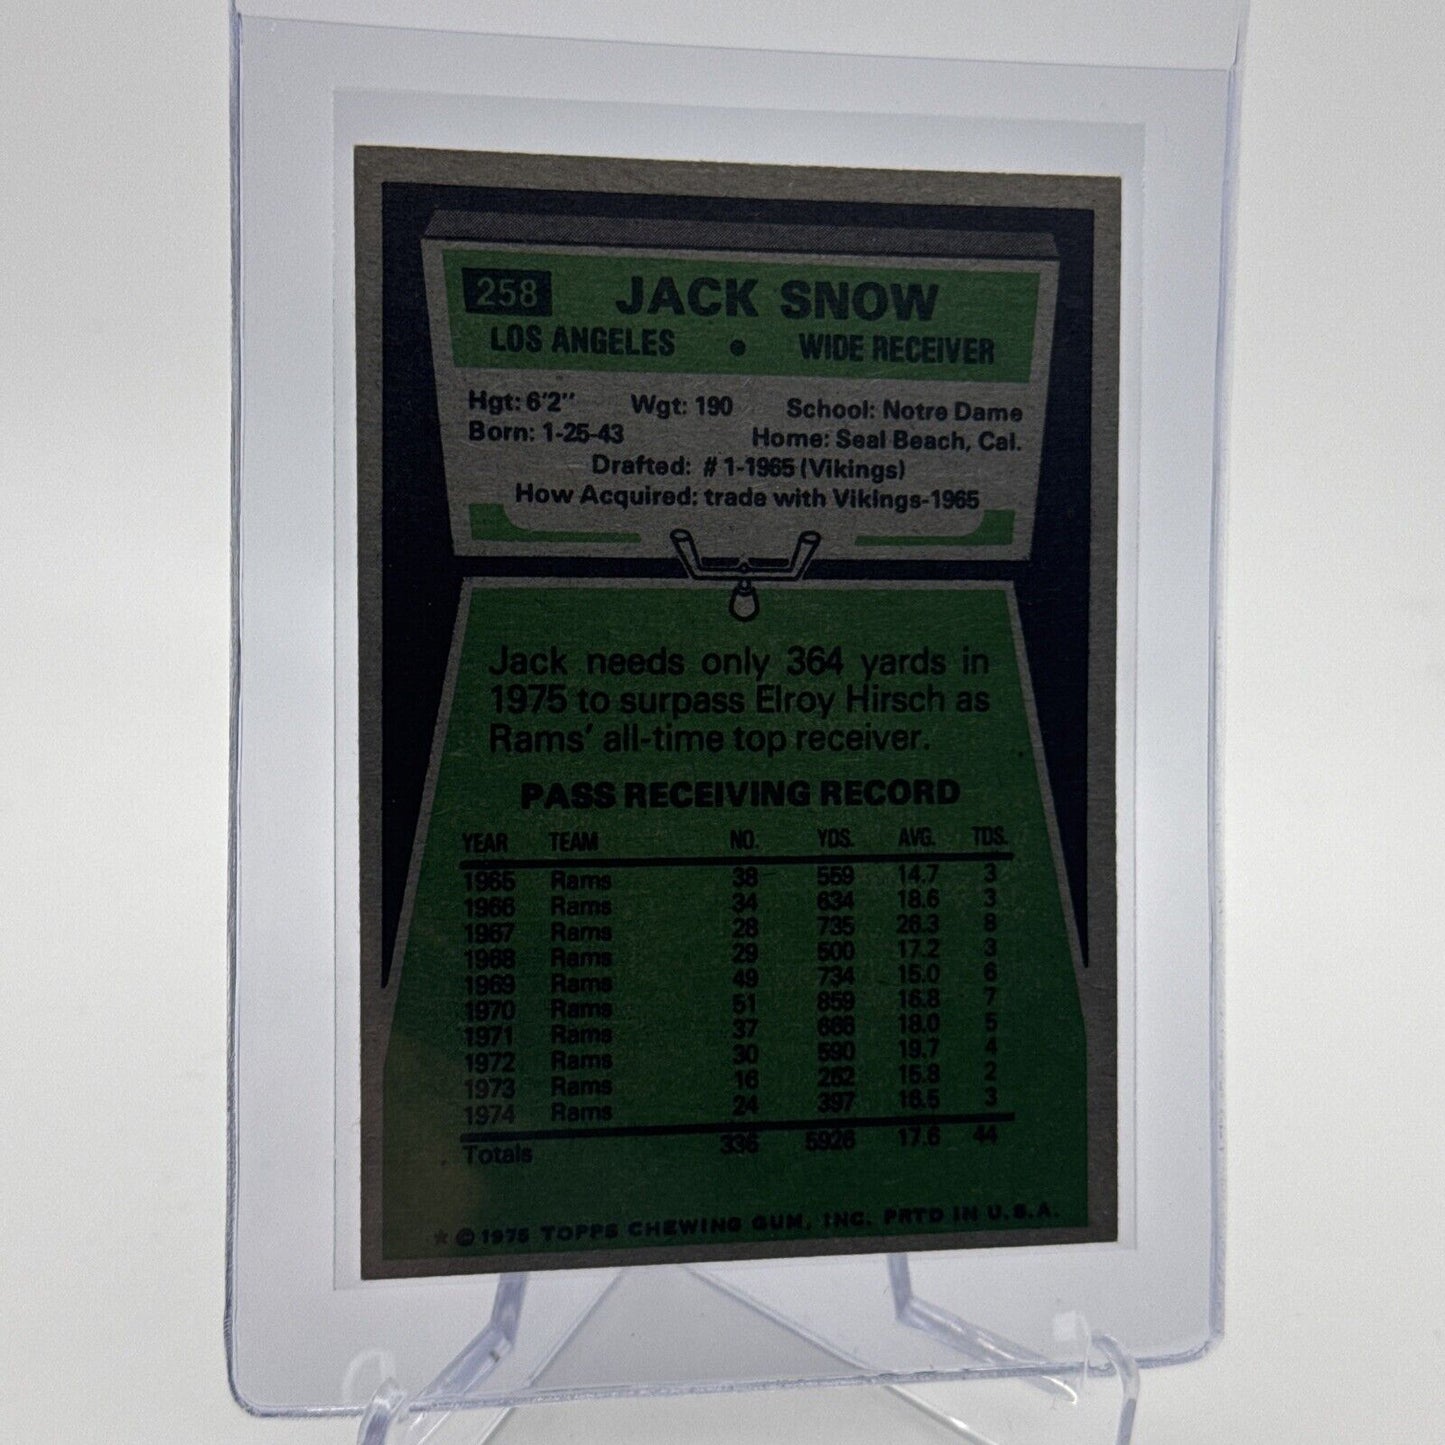 258 JACK SNOW
LOS ANGELES • WIDE RECEIVER
Hgt: 6'2" Wgt: 190 School: Notre Dame
Born: 1-25-43 Home: Seal Beach, Cal.
Drafted: #1-1965 (Vikings)
How Acquired: trade with Vikings-1965
Jack needs only 364 yards in
1975 to surpass Elroy Hirsch as
Rams' all-time top receiver.
PASS RECEIVING RECORD
YEAR TEAM NO. YDS. AVG. TDS.
1965 Rams 38 559 14.7 3
1966 Rams 34 634 18.6 3
1967 Rams 28 735 26.3 8
1968 Rams 29 500 17.2 3
1969 Rams 49 734 15.0 6
1970 Rams 51 859 16.8 7
1971 Rams 37 666 18.0 5
1972 Rams 30 590 19.7 4
1973 Rams 16 252 15.8 2
1974 Rams 24 397 16.5 3
Totals 336 5926 17.6 44
★ © 1975 TOPPS CHEWING GUM, INC. PRTD IN U.S.A.